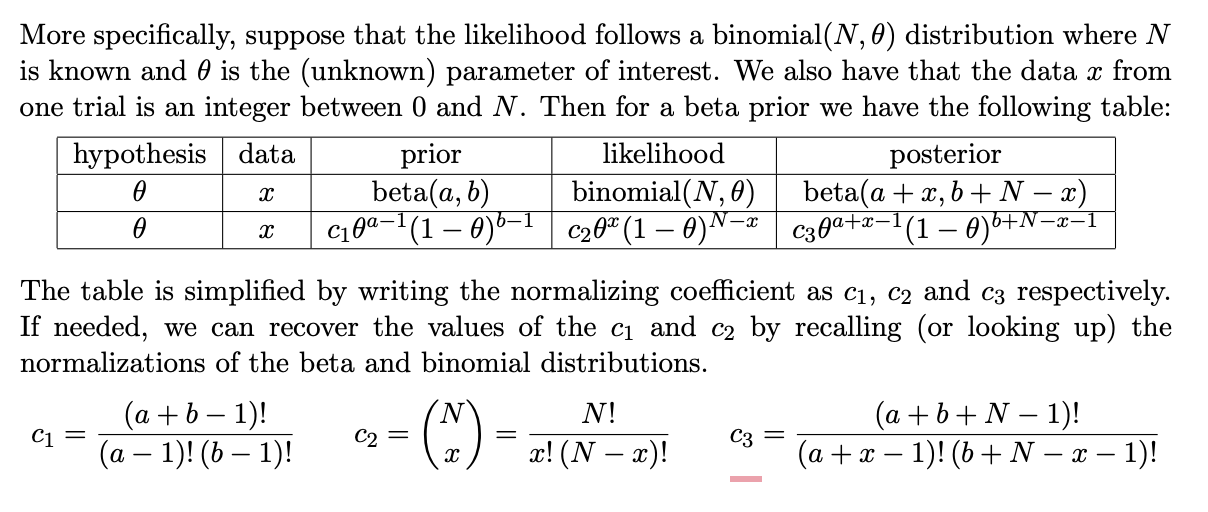 More specifically, suppose that the likelihood follows a binomial(N, θ) distribution where N
is known and θ is the (unknown) parameter of interest. We also have that the data x from
one trial is an integer between 0 and N. Then for a beta prior we have the following table:
hypothesis data prior likelihood posterior
θ x beta(a, b) binomial(N, θ) beta(a + x, b + N − x)
θ x c₁θ^{a−1}(1 − θ)^{b−1} c₂θ^{x}(1 − θ)^{N−x} c₃θ^{a+x−1}(1 − θ)^{b+N−x−1}
The table is simplified by writing the normalizing coefficient as c₁, c₂ and c₃ respectively.
If needed, we can recover the values of the c₁ and c₂ by recalling (or looking up) the
normalizations of the beta and binomial distributions.
c₁ = \frac{(a + b − 1)!}{(a − 1)! (b − 1)!} c₂ = \binom{N}{x} = \frac{N!}{x! (N − x)!} c₃ = \frac{(a + b + N − 1)!}{(a + x − 1)! (b + N − x − 1)!}